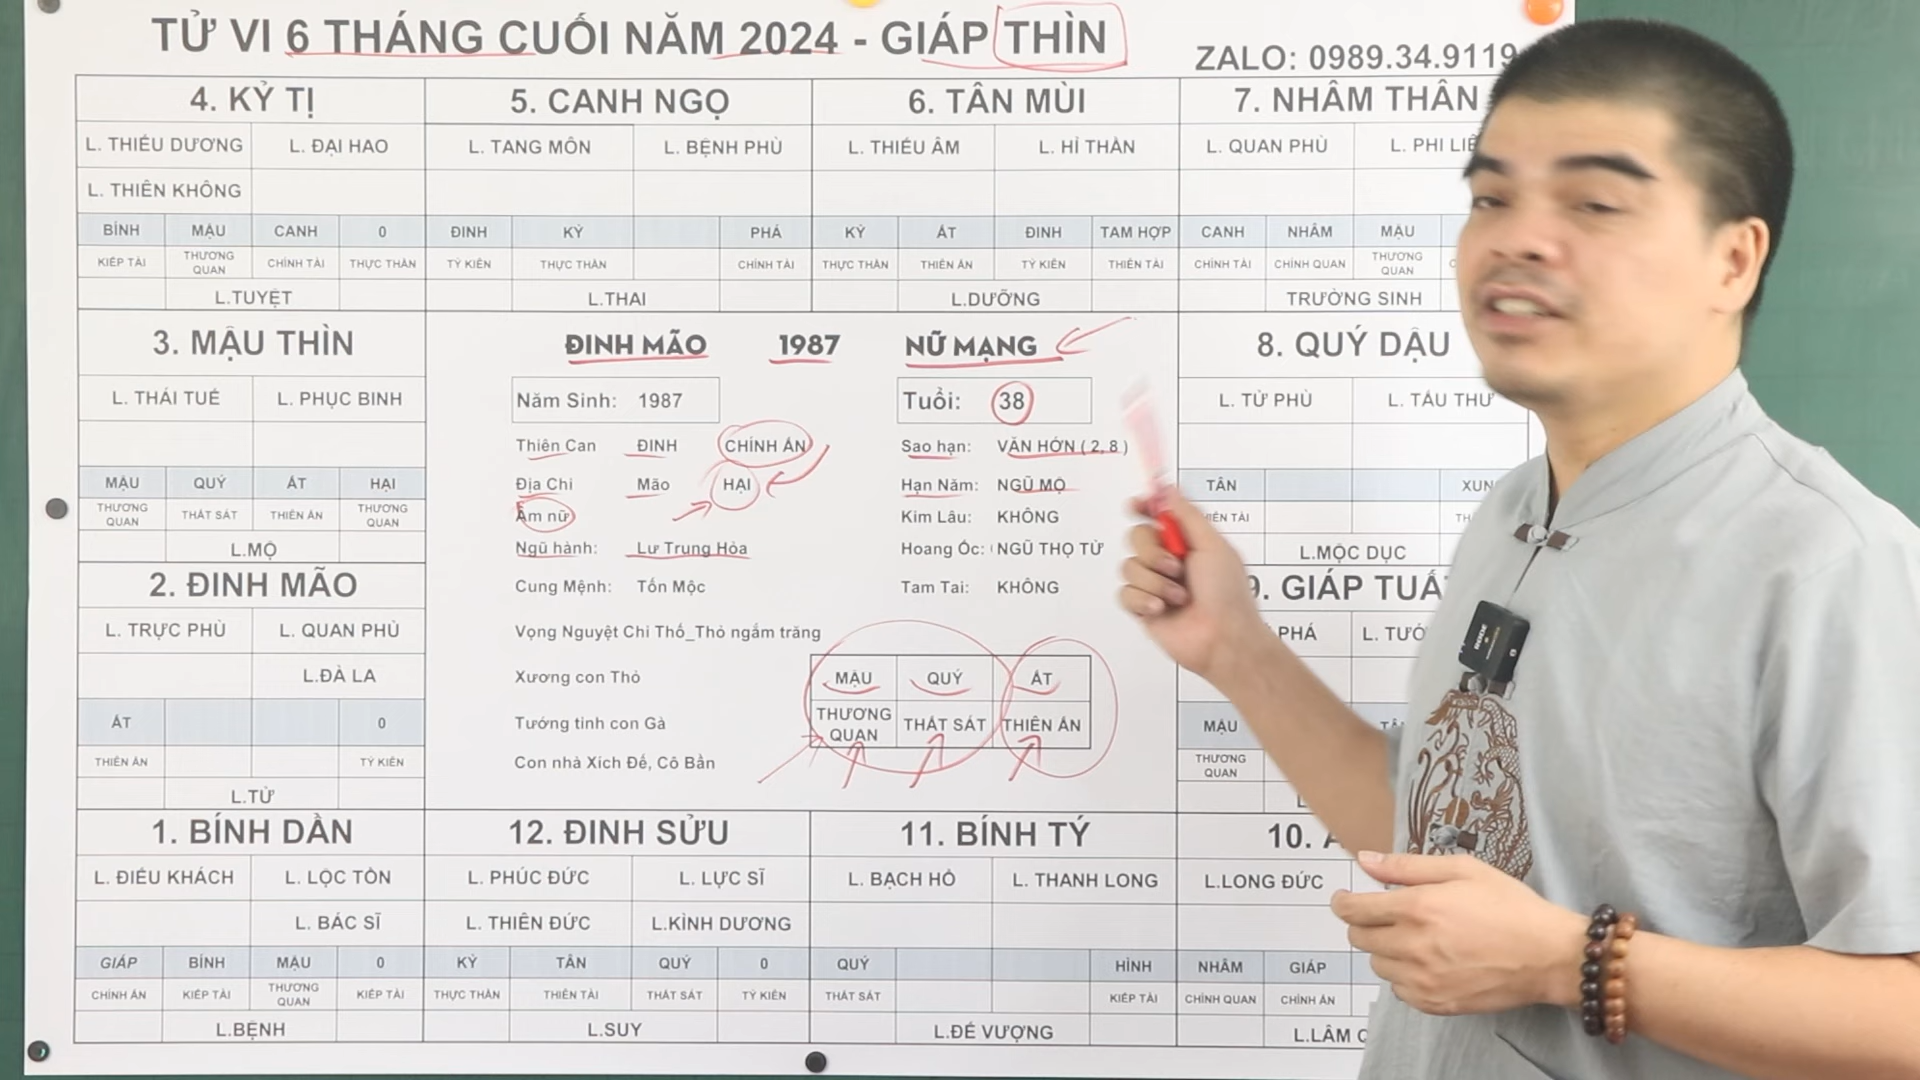 TỬ VI 6 THÁNG CUỐI NĂM 2024 - GIÁP THÌN
ZALO: 0989.34.9119
4. KỶ TỊ
5. CANH NGỌ
6. TÂN MÙI
7. NHÂM THÂN
L. THIẾU DƯƠNG L. ĐẠI HAO L. TANG MÔN L. BỆNH PHÙ L. THIẾU ÂM L. HỈ THẦN L. QUAN PHÙ L. PHI
L. THIÊN KHÔNG
BÍNH MẬU CANH 0 ĐINH KỶ PHÁ KỶ ẤT ĐINH TAM HỢP CANH NHÂM MẬU
KIẾP TÀI THƯƠNG QUAN CHÍNH TÀI THỰC THẦN TỶ KIÊN THỰC THẦN CHÍNH TÀI THỰC THẦN THIÊN ẤN TỶ KIÊN THIÊN TÀI CHÍNH TÀI CHÍNH QUAN THƯƠNG QUAN
L.TUYỆT L.THAI L.DƯỠNG TRƯỜNG SINH
3. MẬU THÌN
L. THÁI TUẾ L. PHỤC BINH
MẬU QUÝ ẤT HẠI
THƯƠNG QUAN THẤT SÁT THIÊN ẤN THƯƠNG QUAN
L.MỘ
2. ĐINH MÃO
L. TRỰC PHÙ L. QUAN PHÙ
L.ĐÀ LA
ẤT 0
THIÊN ẤN TỶ KIÊN
L.TỬ
ĐINH MÃO 1987 NỮ MẠNG
Năm Sinh: 1987 Tuổi: 38
Thiên Can ĐINH CHÍNH ẤN Sao hạn: VÂN HỚN ( 2, 8 )
Địa Chi Mão HẠI Hạn Năm: NGŨ MỘ
Âm nữ Kim Lâu: KHÔNG
Ngũ hành: Lư Trung Hỏa Hoang Ốc: NGŨ THỌ TỬ
Cung Mệnh: Tốn Mộc Tam Tai: KHÔNG
Vọng Nguyệt Chi Thố_Thỏ ngắm trăng
Xương con Thỏ MẬU QUÝ ẤT
Tướng tinh con Gà THƯƠNG QUAN THẤT SÁT THIÊN ẤN
Con nhà Xích Đế, Cô Bần
8. QUÝ DẬU
L. TỬ PHÙ L. TẤU THƯ
TÂN XUNG
L.MỘC DỤC
9. GIÁP TUẤT
PHÁ L. TƯỚ
MẬU
THƯƠNG QUAN
1. BÍNH DẦN
12. ĐINH SỬU
11. BÍNH TÝ
10.
L. ĐIẾU KHÁCH L. LỘC TỒN L. PHÚC ĐỨC L. LỰC SĨ L. BẠCH HỔ L. THANH LONG L.LONG ĐỨC
L. BÁC SĨ L. THIÊN ĐỨC L.KÌNH DƯƠNG
GIÁP BÍNH MẬU 0 KỶ TÂN QUÝ 0 QUÝ HÌNH NHÂM GIÁP
CHÍNH ẤN KIẾP TÀI THƯƠNG QUAN KIẾP TÀI THỰC THẦN THIÊN TÀI THẤT SÁT TỶ KIÊN THẤT SÁT KIẾP TÀI CHÍNH QUAN CHÍNH ẤN
L.BỆNH L.SUY L.ĐẾ VƯỢNG L.LÂM
RODE